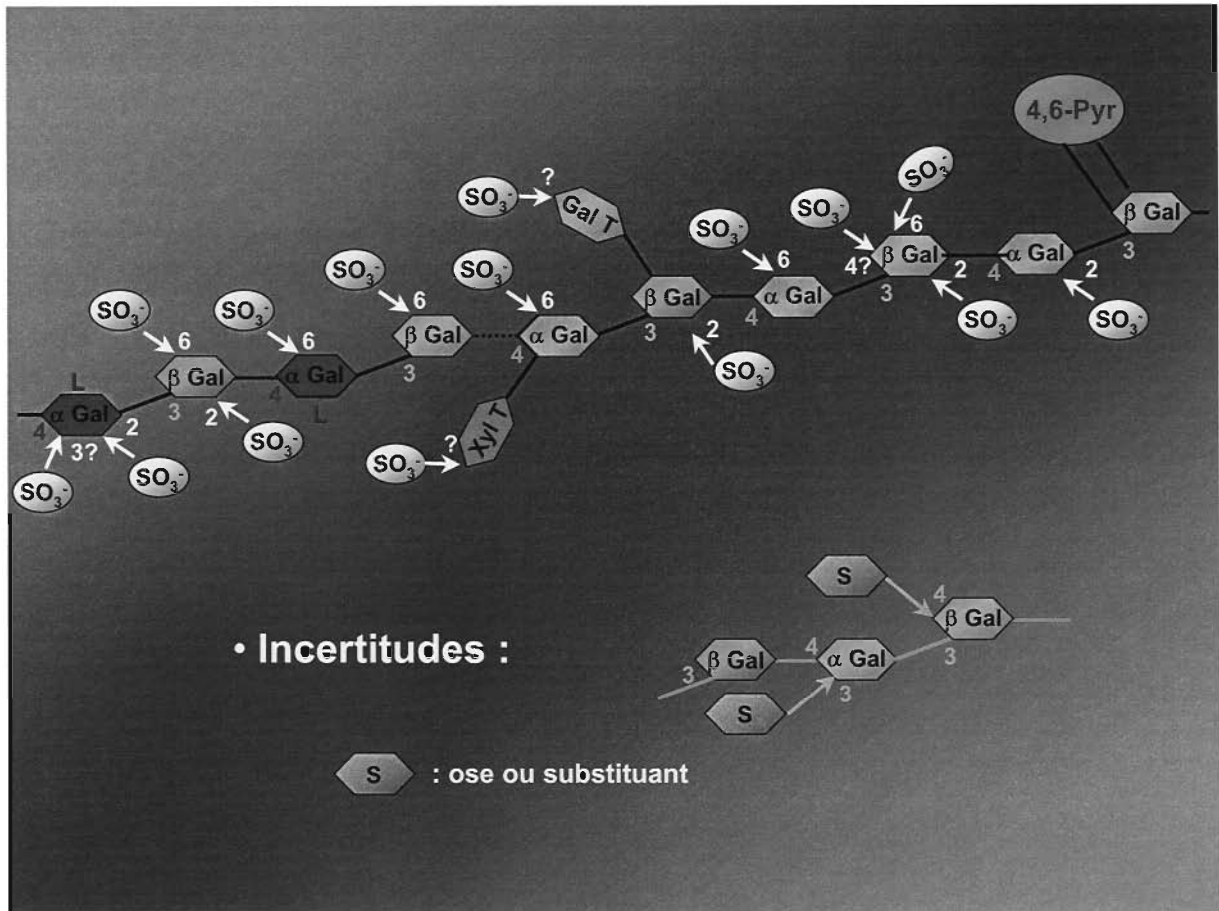 4,6-Pyr
SO3-
SO3- ? Gal T
SO3- 6
SO3- 4? β Gal 2
3
SO3- 6
4 α Gal 2
SO3-
SO3-
β Gal
3
β Gal 2
3
SO3-
4 α Gal
SO3- 6
β Gal
3
SO3- 6
4 α Gal
SO3- ? Xyl T
SO3- 6
β Gal
3 2
SO3-
SO3- 6
4 α Gal
L
L
α Gal 2
4 3?
SO3-
SO3-
S
4
β Gal
3
• Incertitudes :
β Gal
3
4
α Gal
3
S
S : ose ou substituant